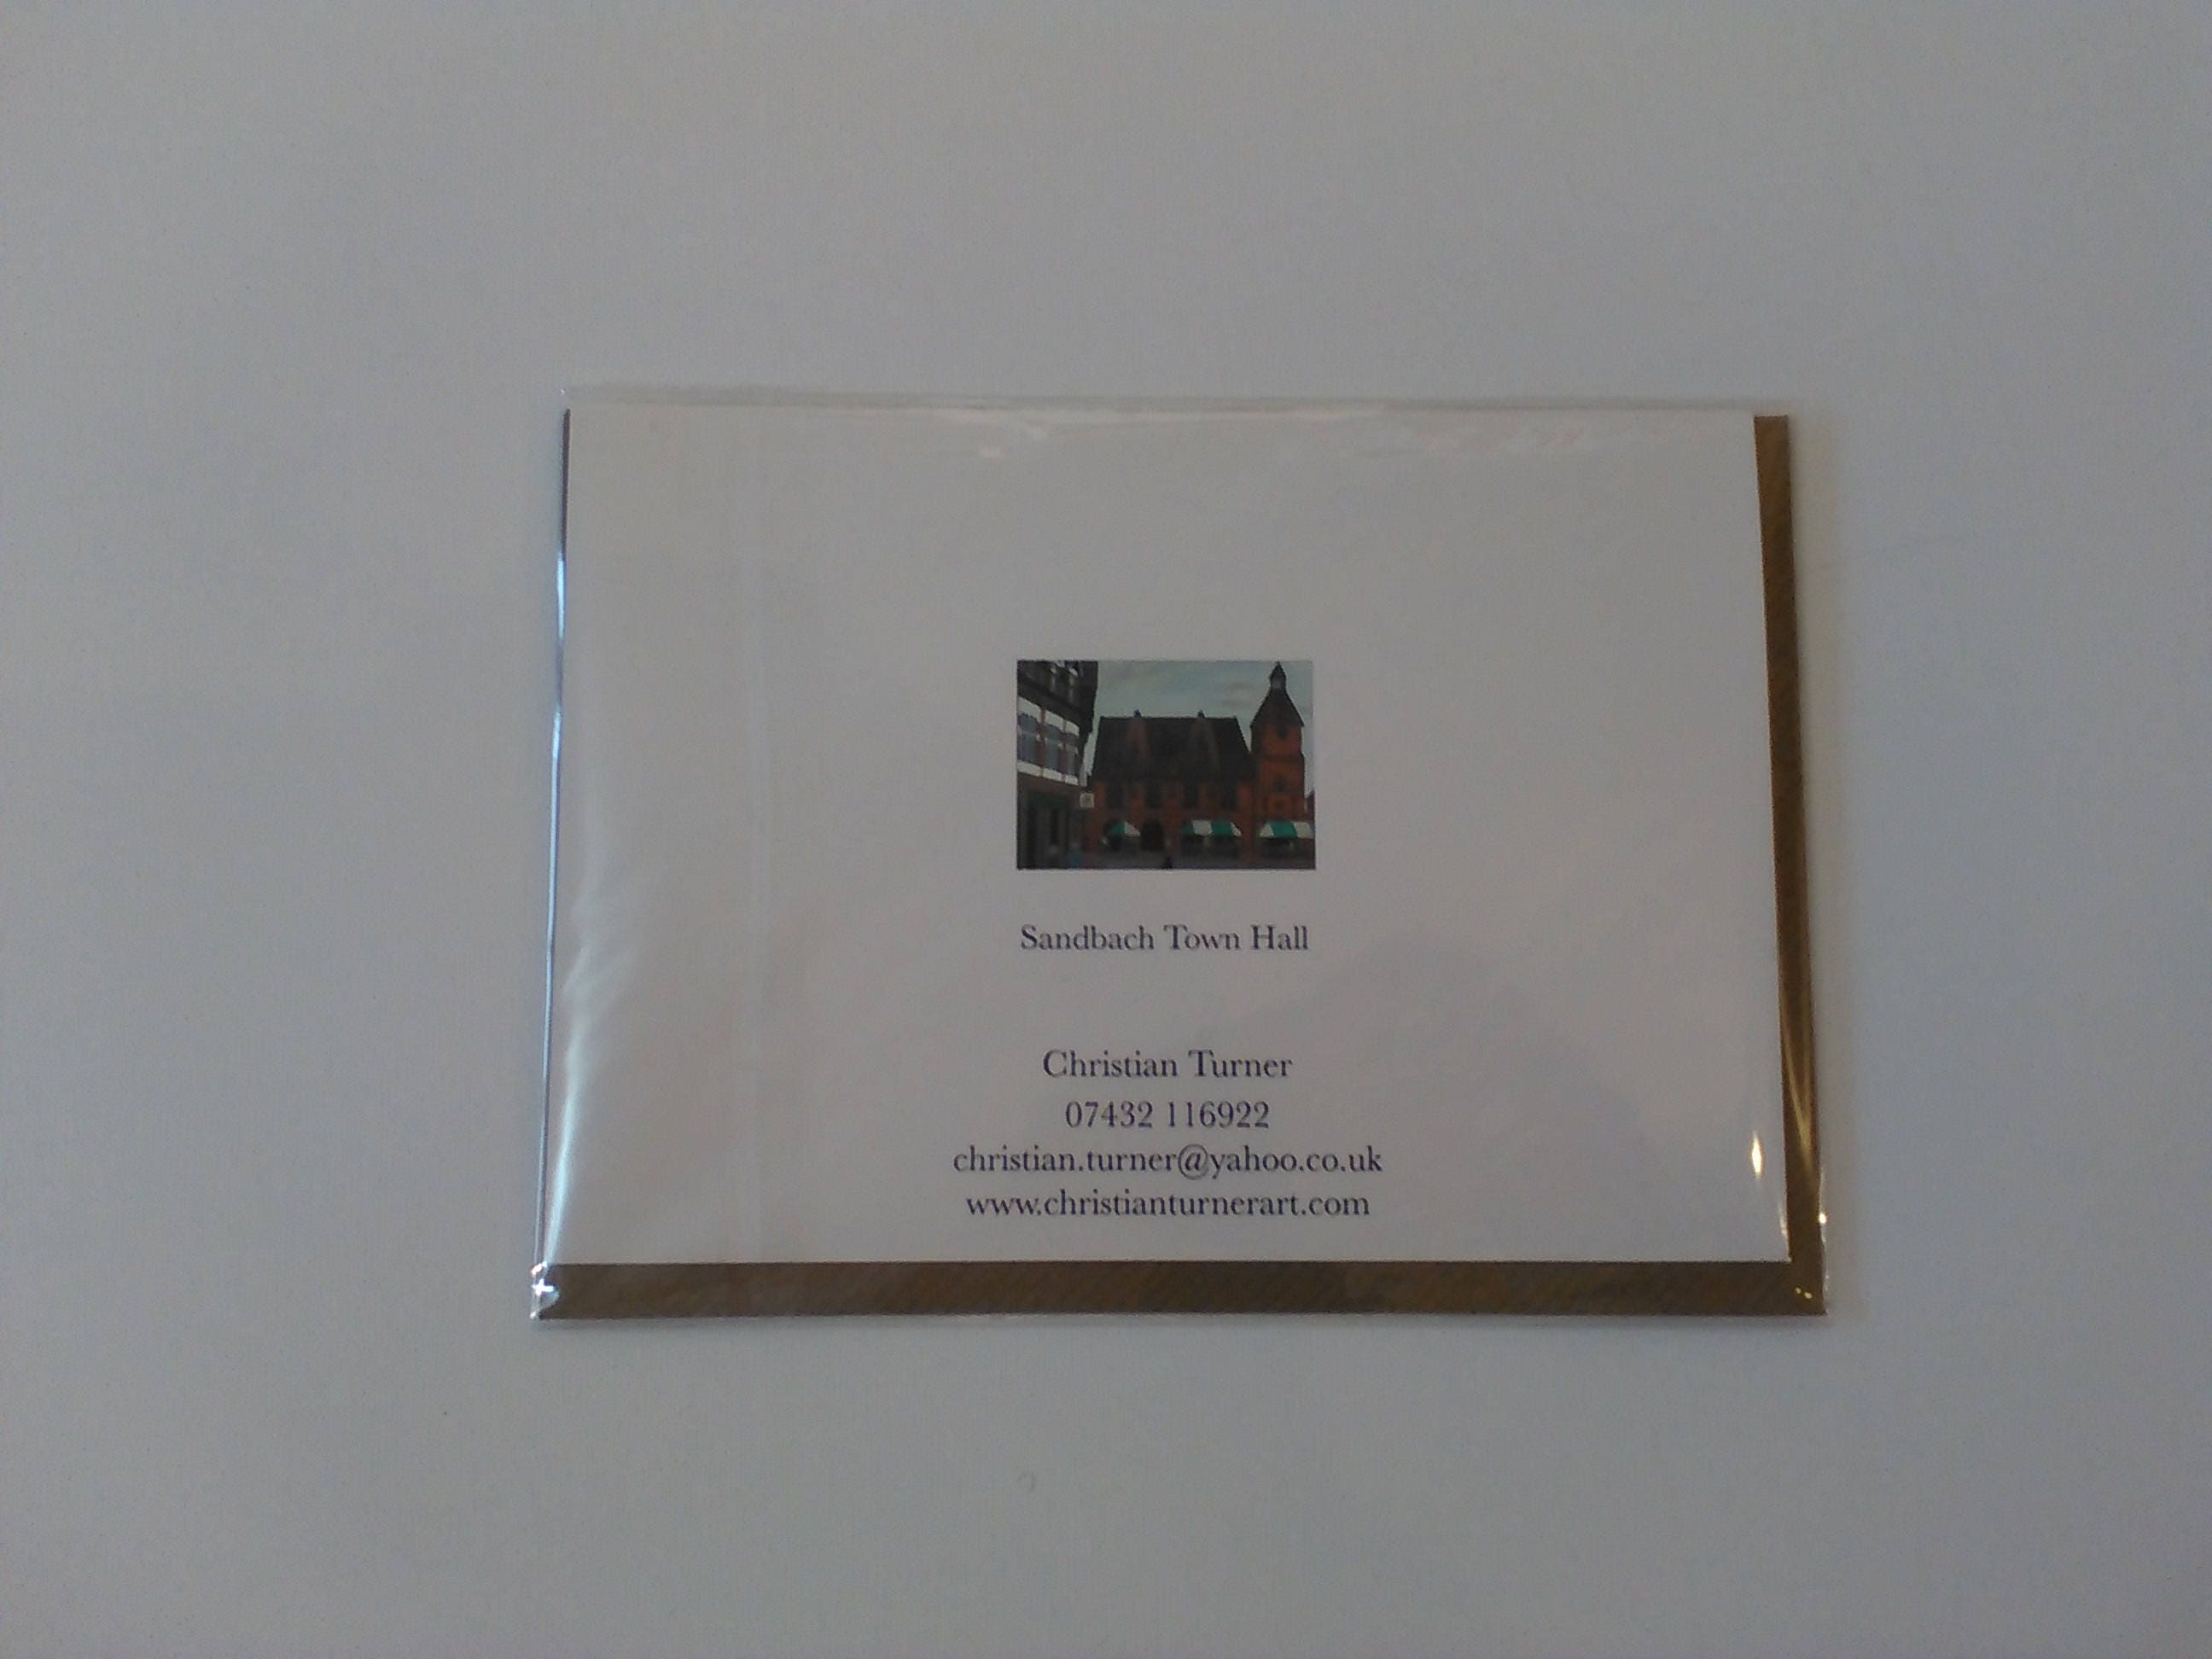 Sandbach Town Hall
Christian Turner
07432 116922
christian.turner@yahoo.co.uk
www.christianturnerart.com